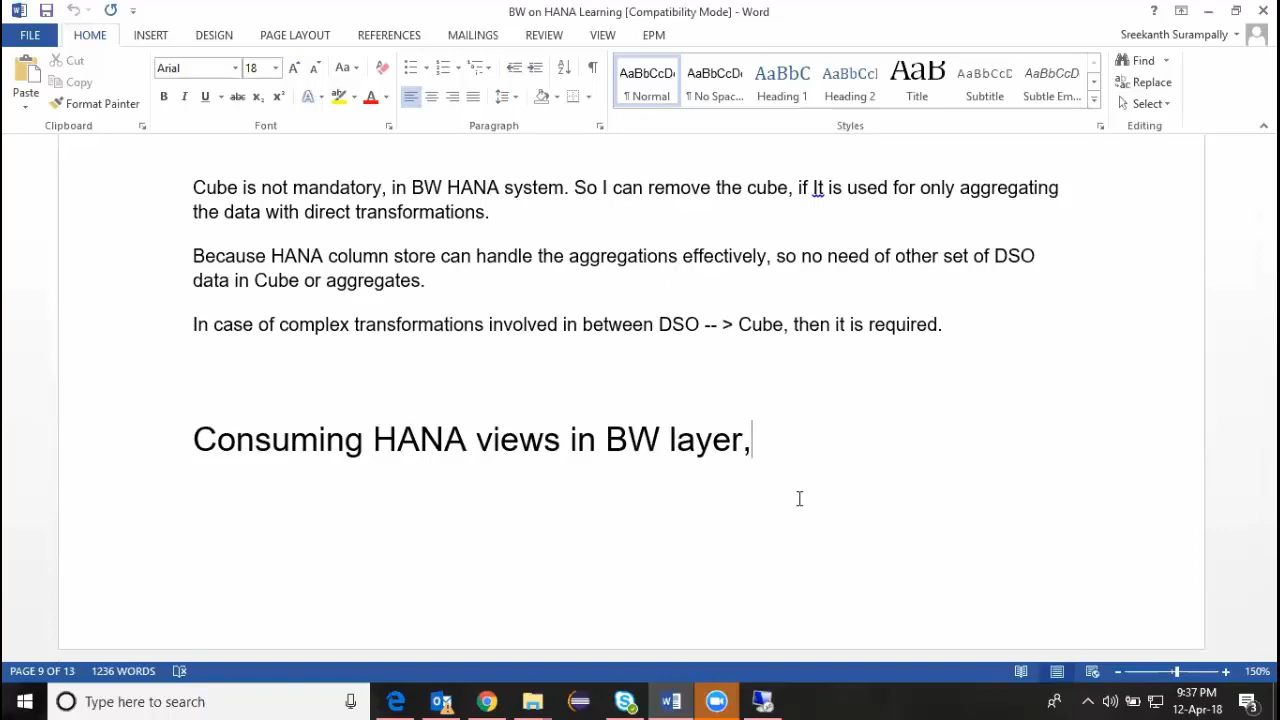 BW on HANA Learning [Compatibility Mode] - Word
FILE HOME INSERT DESIGN PAGE LAYOUT REFERENCES MAILINGS REVIEW VIEW EPM
Sreekanth Surampally
Cut
Copy
Format Painter
Paste
Clipboard
Arial 18
Font
Paragraph
AaBbCcDc AaBbCcDc AaBbC AaBbCcI AaB AaBbCcD AaBbCcDt
¶ Normal ¶ No Spac... Heading 1 Heading 2 Title Subtitle Subtle Em...
Styles
Find
Replace
Select
Editing
Cube is not mandatory, in BW HANA system. So I can remove the cube, if It is used for only aggregating
the data with direct transformations.
Because HANA column store can handle the aggregations effectively, so no need of other set of DSO
data in Cube or aggregates.
In case of complex transformations involved in between DSO -- > Cube, then it is required.
Consuming HANA views in BW layer,
PAGE 9 OF 13 1236 WORDS 150%
Type here to search
9:37 PM
12-Apr-18
3